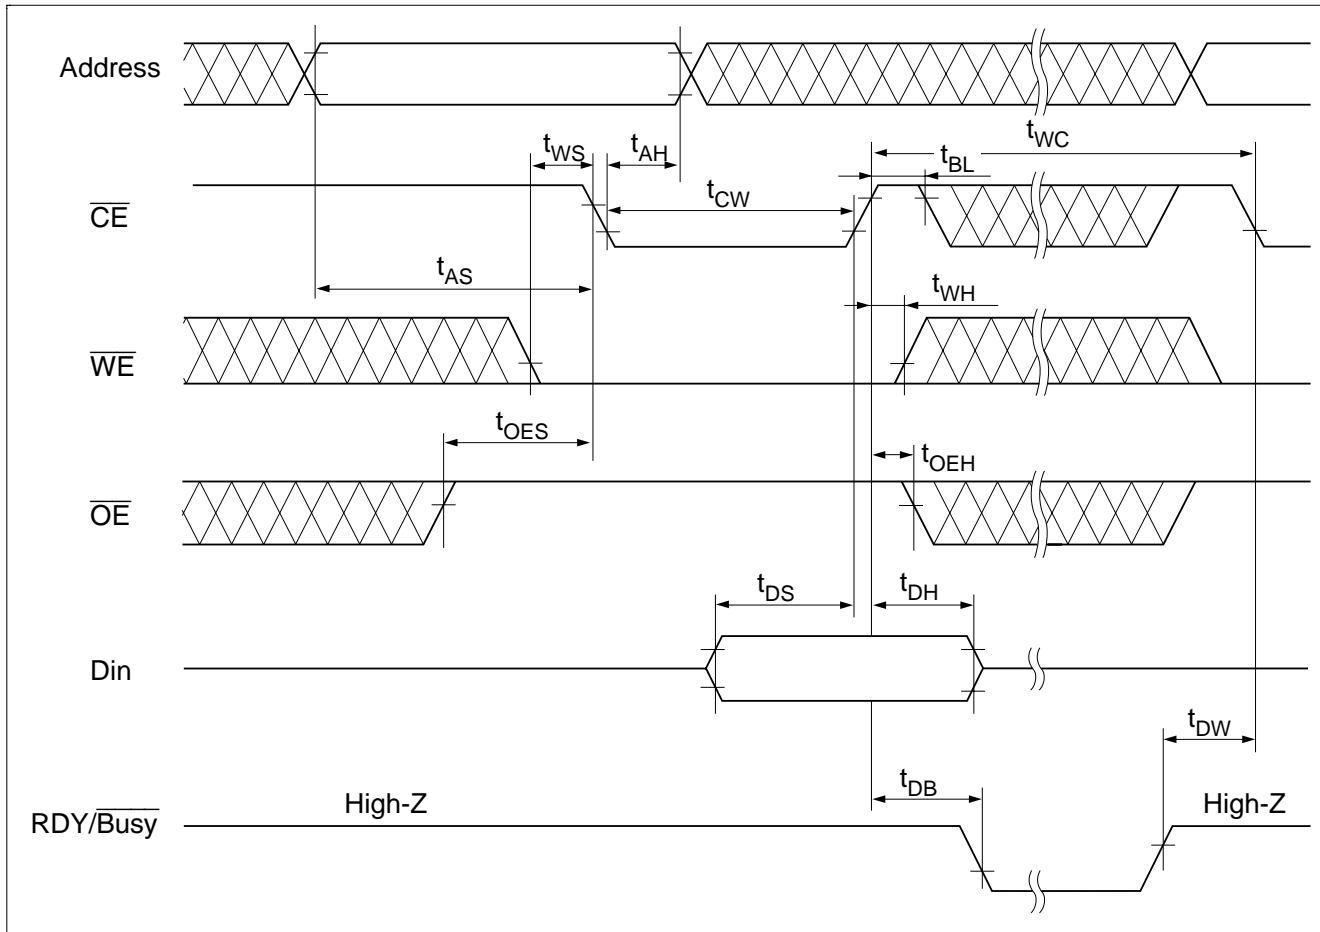 Address
tWS
tAH
tWC
tBL
CE
tCW
tAS
tWH
WE
tOES
tOEH
OE
tDS
tDH
Din
tDW
tDB
High-Z
High-Z
RDY/Busy